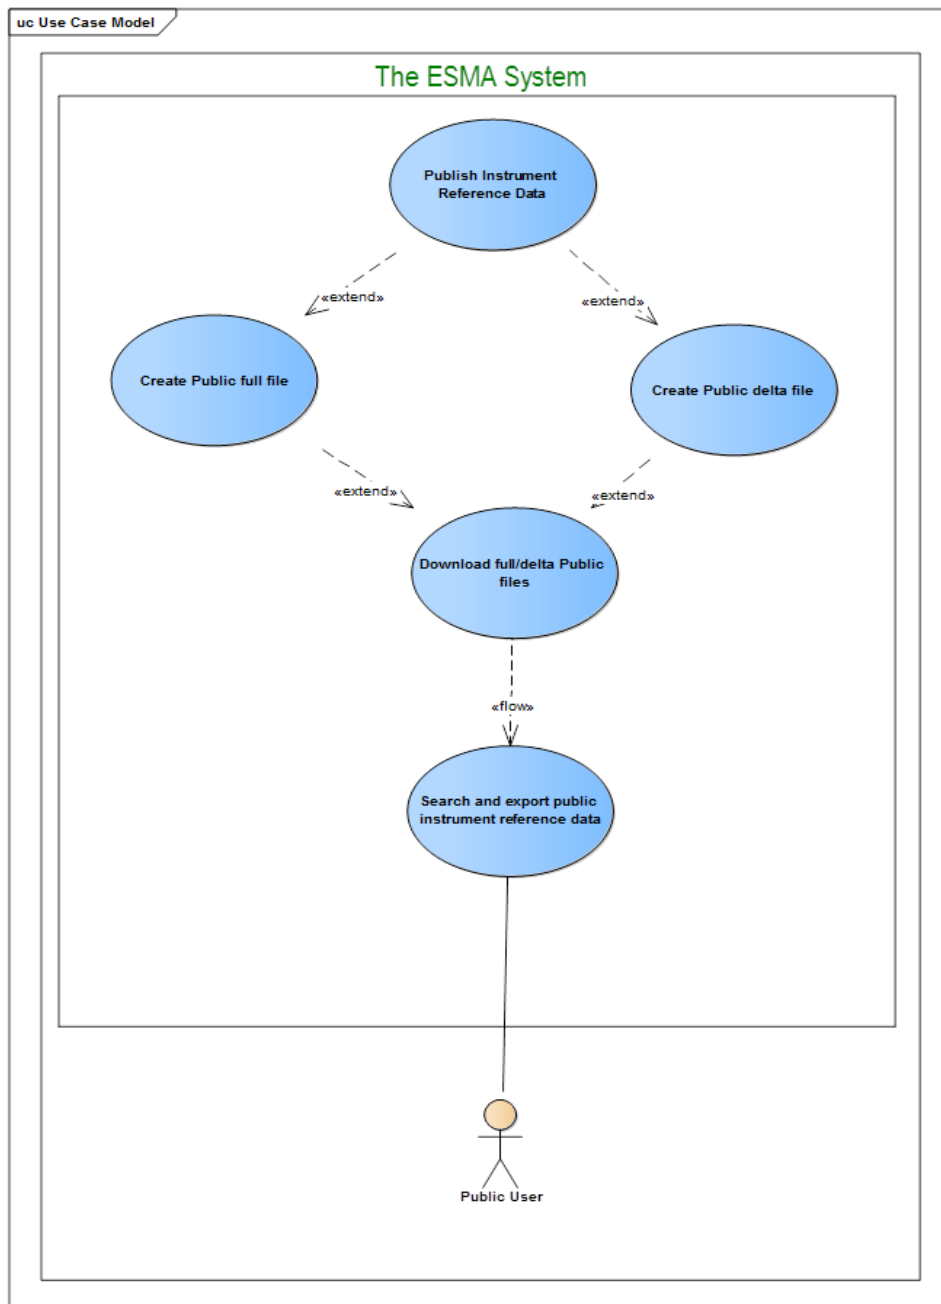 uc Use Case Model
The ESMA System
Publish Instrument
Reference Data
«extend»
«extend»
Create Public full file
Create Public delta file
«extend»
«extend»
Download full/delta Public
files
«flow»
Search and export public
instrument reference data
Public User